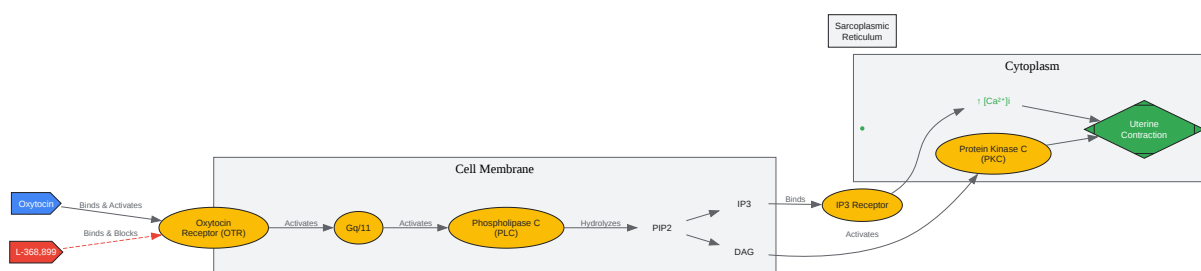 Sarcoplasmic
Reticulum
Cytoplasm
↑ [Ca²⁺]i
Uterine
Contraction
Protein Kinase C
(PKC)
Cell Membrane
Oxytocin
Binds & Activates
L-368,899
Binds & Blocks
Oxytocin
Receptor (OTR)
Activates
Gq/11
Activates
Phospholipase C
(PLC)
Hydrolyzes
PIP2
IP3
DAG
Binds
IP3 Receptor
Activates